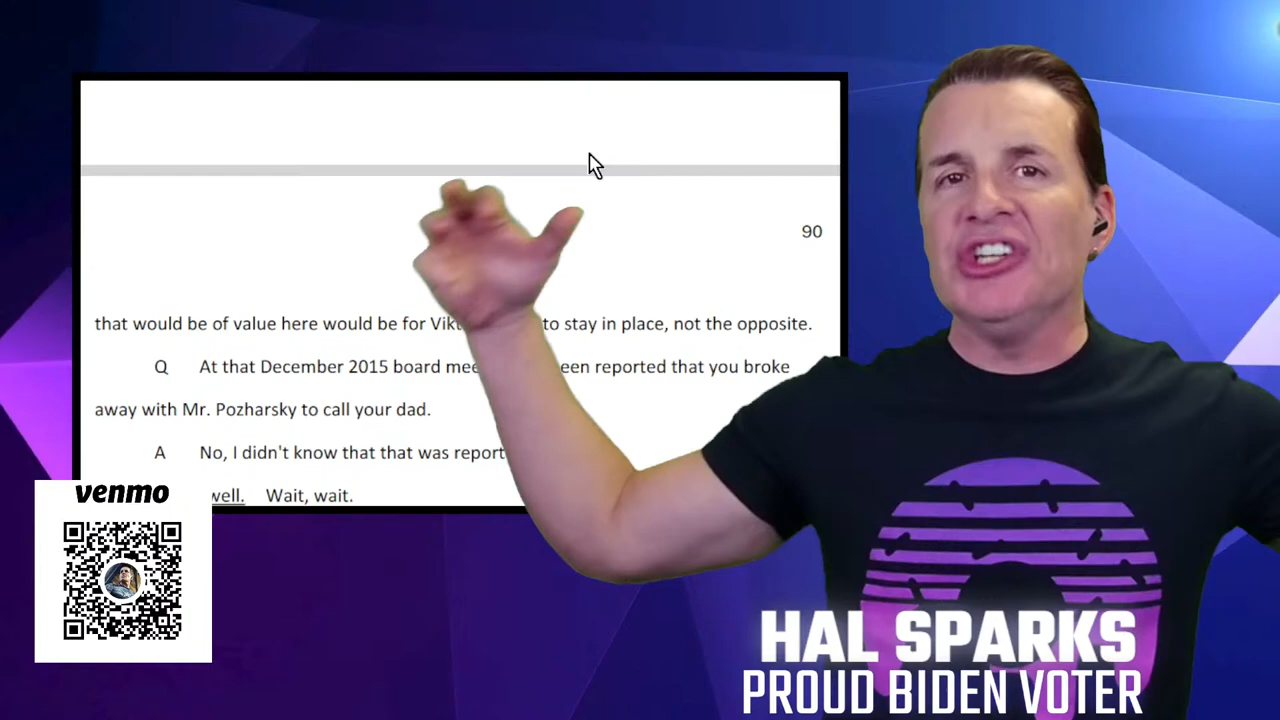 90
that would be of value here would be for to stay in place, not the opposite.
Q At that December 2015 board een reported that you broke
away with Mr. Pozharsky to call your dad.
A No, I didn't know that that was report
well. Wait, wait.
venmo
HAL SPARKS
PROUD BIDEN VOTER